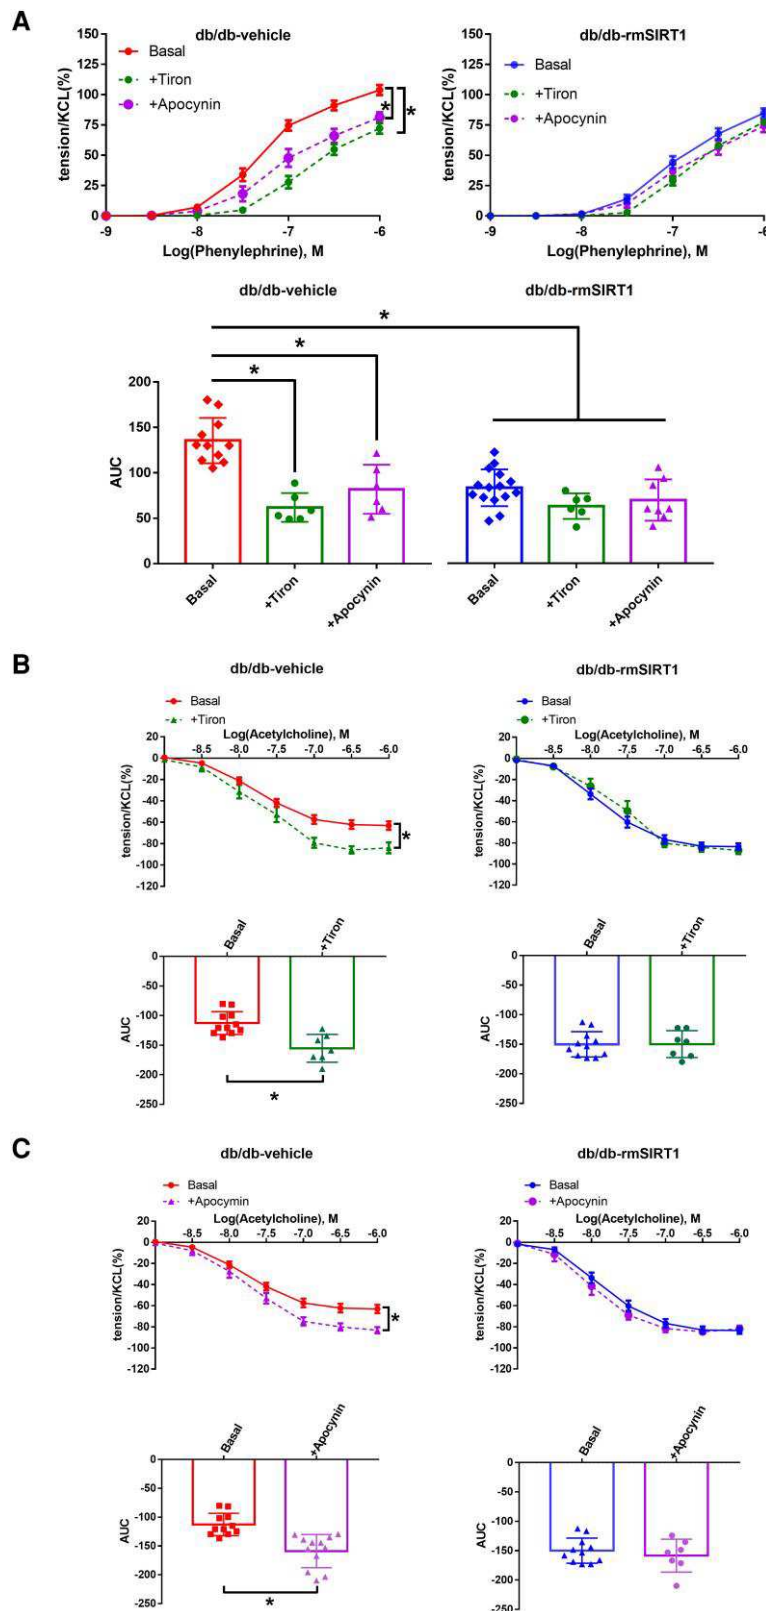 A
db/db-vehicle
db/db-rmSIRT1
Basal
+Tiron
+Apocynin
tension/KCL(%)
150
125
100
75
50
25
0
-9 -8 -7 -6
Log(Phenylephrine), M
*
*
Basal
+Tiron
+Apocynin
tension/KCL(%)
150
125
100
75
50
25
0
-9 -8 -7 -6
Log(Phenylephrine), M
db/db-vehicle
db/db-rmSIRT1
*
*
*
AUC
200
150
100
50
0
Basal
+Tiron
+Apocynin
Basal
+Tiron
+Apocynin
B
db/db-vehicle
Basal
+Tiron
Log(Acetylcholine), M
-8.5 -8.0 -7.5 -7.0 -6.5 -6.0
tension/KCL(%)
20
0
-20
-40
-60
-80
-100
-120
*
db/db-rmSIRT1
Basal
+Tiron
Log(Acetylcholine), M
-8.5 -8.0 -7.5 -7.0 -6.5 -6.0
tension/KCL(%)
20
0
-20
-40
-60
-80
-100
-120
Basal
+Tiron
AUC
0
-50
-100
-150
-200
-250
*
Basal
+Tiron
AUC
0
-50
-100
-150
-200
-250
C
db/db-vehicle
Basal
+Apocymin
Log(Acetylcholine), M
-8.5 -8.0 -7.5 -7.0 -6.5 -6.0
tension/KCL(%)
20
0
-20
-40
-60
-80
-100
-120
*
db/db-rmSIRT1
Basal
+Apocynin
Log(Acetylcholine), M
-8.5 -8.0 -7.5 -7.0 -6.5 -6.0
tension/KCL(%)
20
0
-20
-40
-60
-80
-100
-120
Basal
+Apocynin
AUC
0
-50
-100
-150
-200
-250
*
Basal
+Apocynin
AUC
0
-50
-100
-150
-200
-250